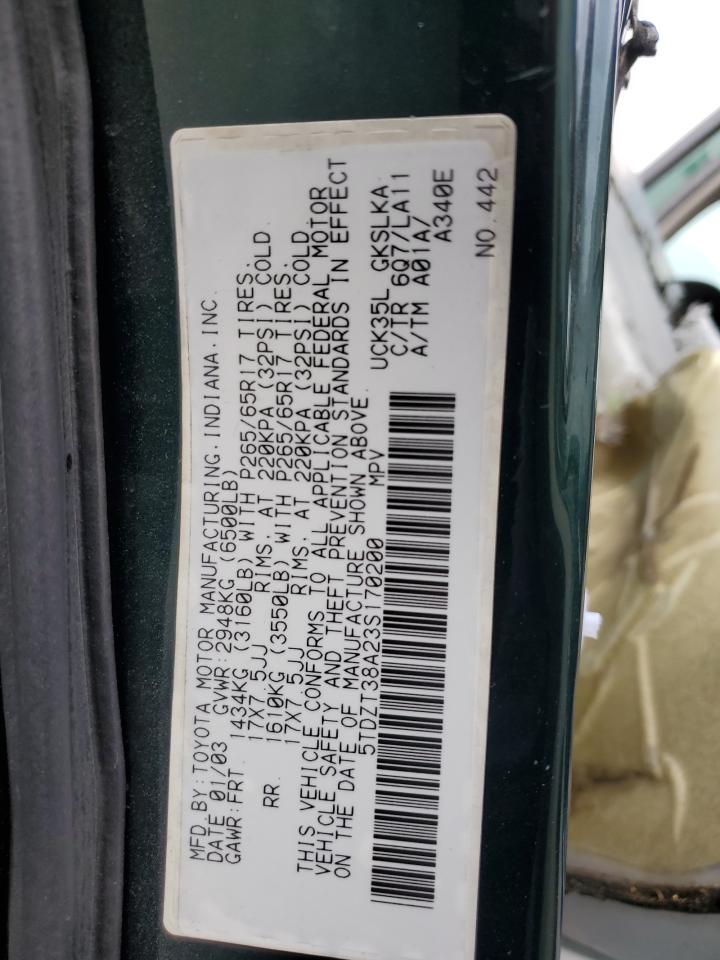 MFD BY: TOYOTA MOTOR MANUFACTURING, INDIANA, INC.
DATE 01/03 GVWR: 2948KG (6500LB)
GAWR: FRT. 1434KG (3160LB) WITH P265/65R17 TIRES.
17X7.5JJ RIMS, AT 220KPA (32PSI) COLD.
RR. 1610KG (3550LB) WITH P265/65R17 TIRES.
17X7.5JJ RIMS, AT 220KPA (32PSI) COLD.
THIS VEHICLE CONFORMS TO ALL APPLICABLE FEDERAL MOTOR
VEHICLE SAFETY AND THEFT PREVENTION STANDARDS IN EFFECT
ON THE DATE OF MANUFACTURE SHOWN ABOVE.
5TDZT38A23S170200 MPV
UCK35L GKSLKA
C/TR 6Q7/LA11
A/TM A01A/
A340E
NO. 442